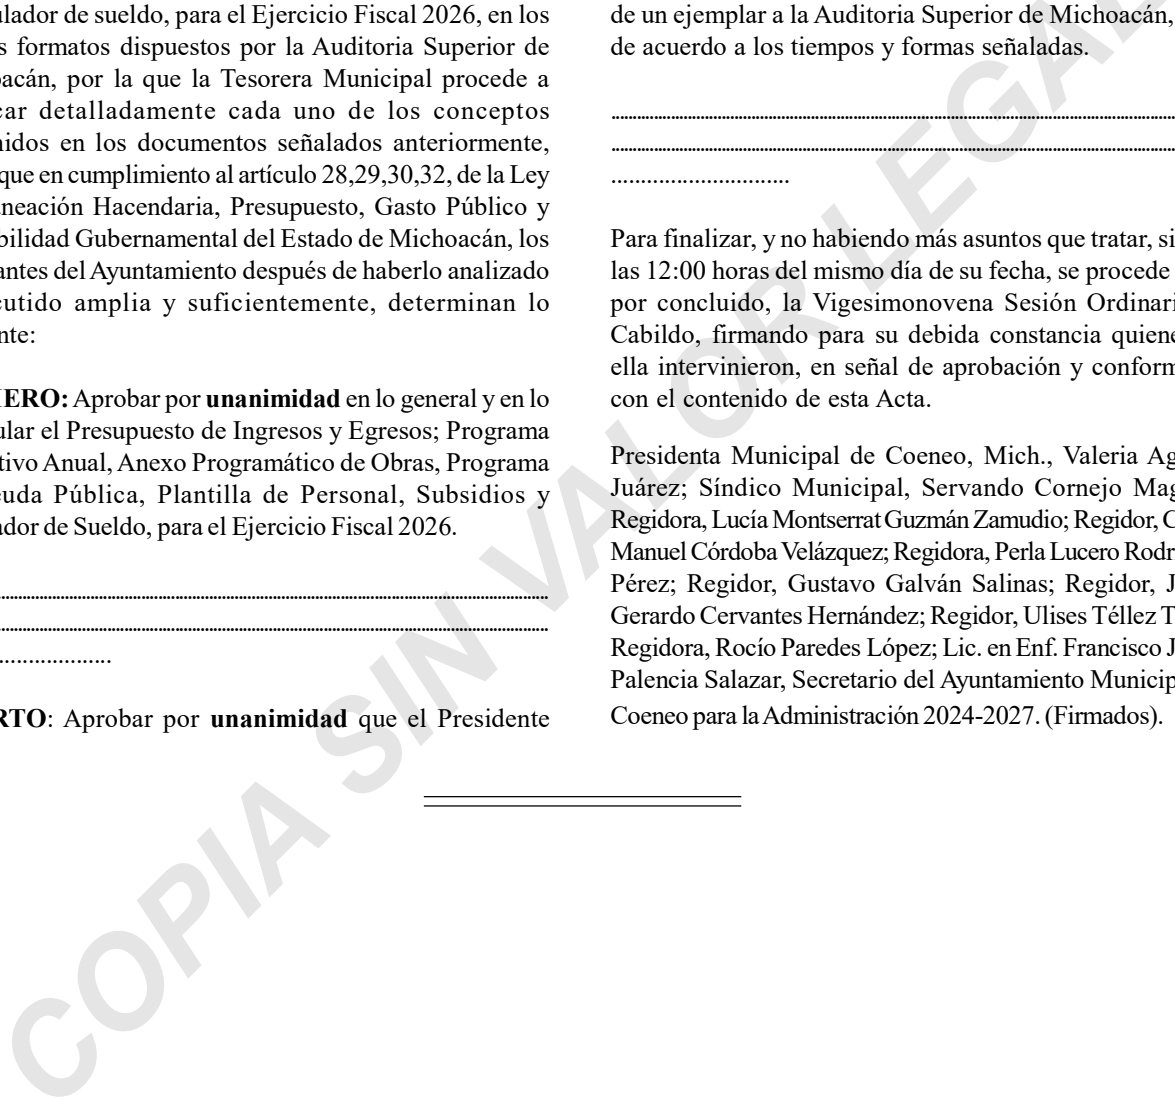 ulador de sueldo, para el Ejercicio Fiscal 2026, en los
s formatos dispuestos por la Auditoria Superior de
oacán, por la que la Tesorera Municipal procede a
car detalladamente cada uno de los conceptos
nidos en los documentos señalados anteriormente,
que en cumplimiento al artículo 28,29,30,32, de la Ley
neación Hacendaria, Presupuesto, Gasto Público y
bilidad Gubernamental del Estado de Michoacán, los
antes del Ayuntamiento después de haberlo analizado
cutido amplia y suficientemente, determinan lo
nte:
MERO: Aprobar por unanimidad en lo general y en lo
ular el Presupuesto de Ingresos y Egresos; Programa
tivo Anual, Anexo Programático de Obras, Programa
euda Pública, Plantilla de Personal, Subsidios y
ador de Sueldo, para el Ejercicio Fiscal 2026.
RTO: Aprobar por unanimidad que el Presidente
de un ejemplar a la Auditoria Superior de Michoacán,
de acuerdo a los tiempos y formas señaladas.
Para finalizar, y no habiendo más asuntos que tratar, si
las 12:00 horas del mismo día de su fecha, se procede
por concluido, la Vigesimonovena Sesión Ordinari
Cabildo, firmando para su debida constancia quiene
ella intervinieron, en señal de aprobación y conform
con el contenido de esta Acta.
Presidenta Municipal de Coeneo, Mich., Valeria Ag
Juárez; Síndico Municipal, Servando Cornejo Mag
Regidora, Lucía Montserrat Guzmán Zamudio; Regidor, C
Manuel Córdoba Velázquez; Regidora, Perla Lucero Rodr
Pérez; Regidor, Gustavo Galván Salinas; Regidor, J
Gerardo Cervantes Hernández; Regidor, Ulises Téllez T
Regidora, Rocío Paredes López; Lic. en Enf. Francisco J
Palencia Salazar, Secretario del Ayuntamiento Municip
Coeneo para la Administración 2024-2027. (Firmados).
COPIA SIN VALOR LEGAL